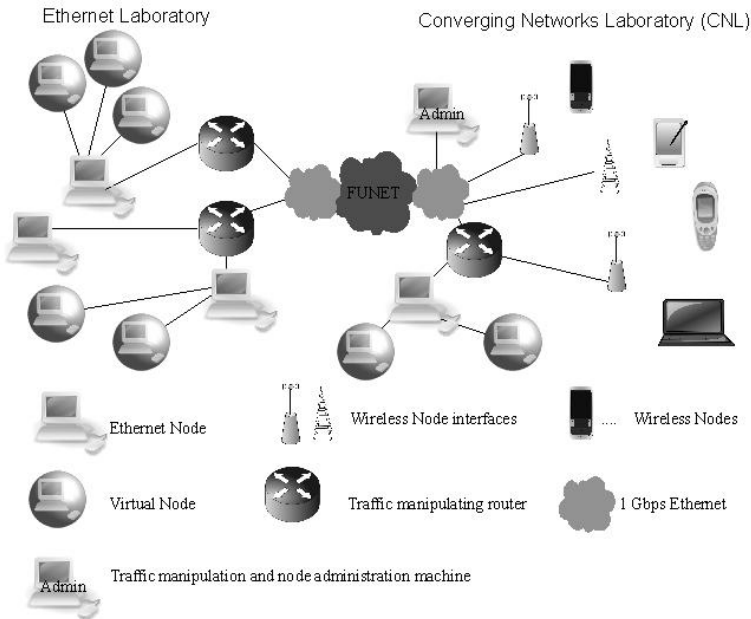 Ethernet Laboratory
Converging Networks Laboratory (CNL)
Admin
FUNET
Ethernet Node
Wireless Node interfaces
.... Wireless Nodes
Virtual Node
Traffic manipulating router
1 Gbps Ethernet
Admin
Traffic manipulation and node administration machine